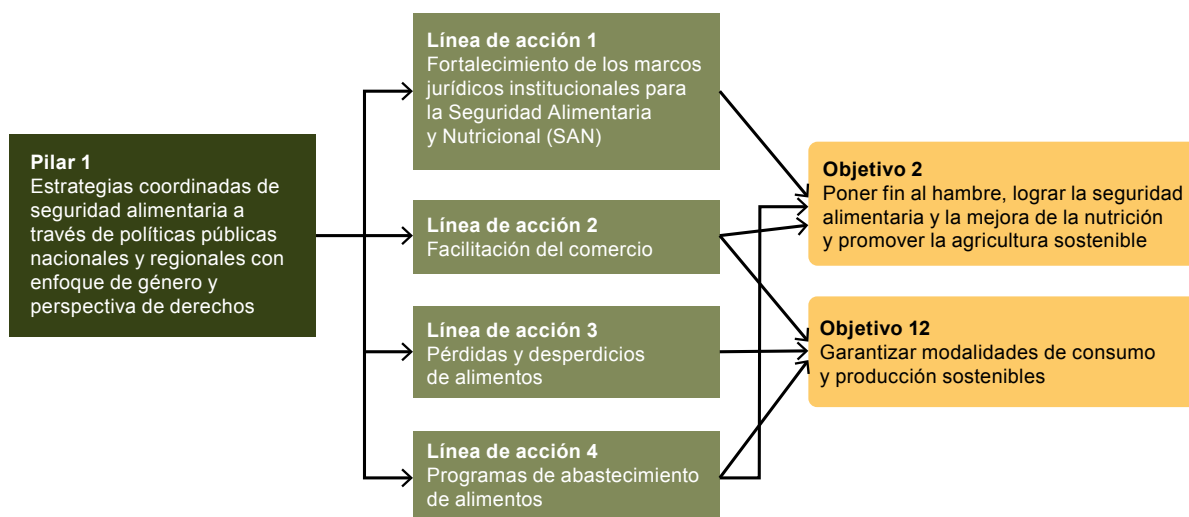 Pilar 1
Estrategias coordinadas de
seguridad alimentaria a
través de políticas públicas
nacionales y regionales con
enfoque de género y
perspectiva de derechos
Línea de acción 1
Fortalecimiento de los marcos
jurídicos institucionales para
la Seguridad Alimentaria
y Nutricional (SAN)
Línea de acción 2
Facilitación del comercio
Línea de acción 3
Pérdidas y desperdicios
de alimentos
Línea de acción 4
Programas de abastecimiento
de alimentos
Objetivo 2
Poner fin al hambre, lograr la seguridad
alimentaria y la mejora de la nutrición
y promover la agricultura sostenible
Objetivo 12
Garantizar modalidades de consumo
y producción sostenibles